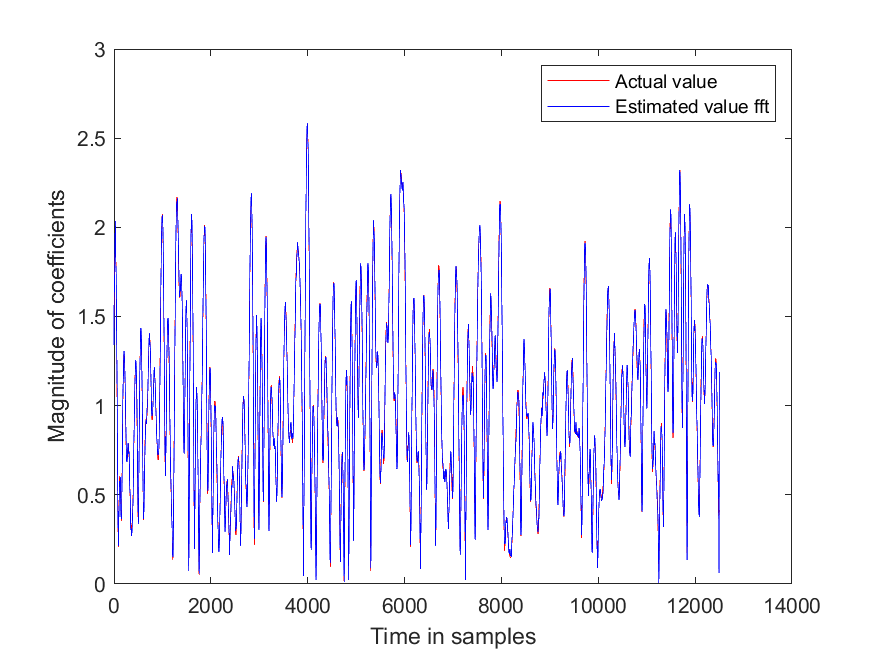 3
2.5
2
1.5
1
0.5
0
0 2000 4000 6000 8000 10000 12000 14000
Magnitude of coefficients
Time in samples
Actual value
Estimated value fft